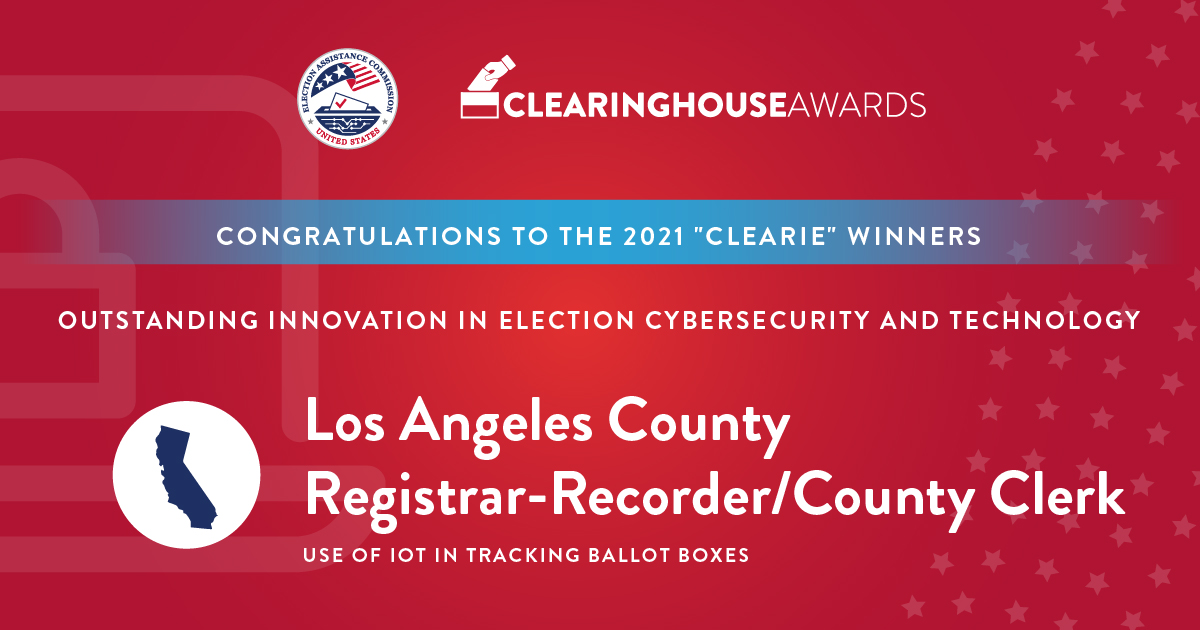 ELECTION ASSISTANCE COMMISSION
UNITED STATES
CLEARINGHOUSEAWARDS
CONGRATULATIONS TO THE 2021 "CLEARIE" WINNERS
OUTSTANDING INNOVATION IN ELECTION CYBERSECURITY AND TECHNOLOGY
Los Angeles County
Registrar-Recorder/County Clerk
USE OF IOT IN TRACKING BALLOT BOXES